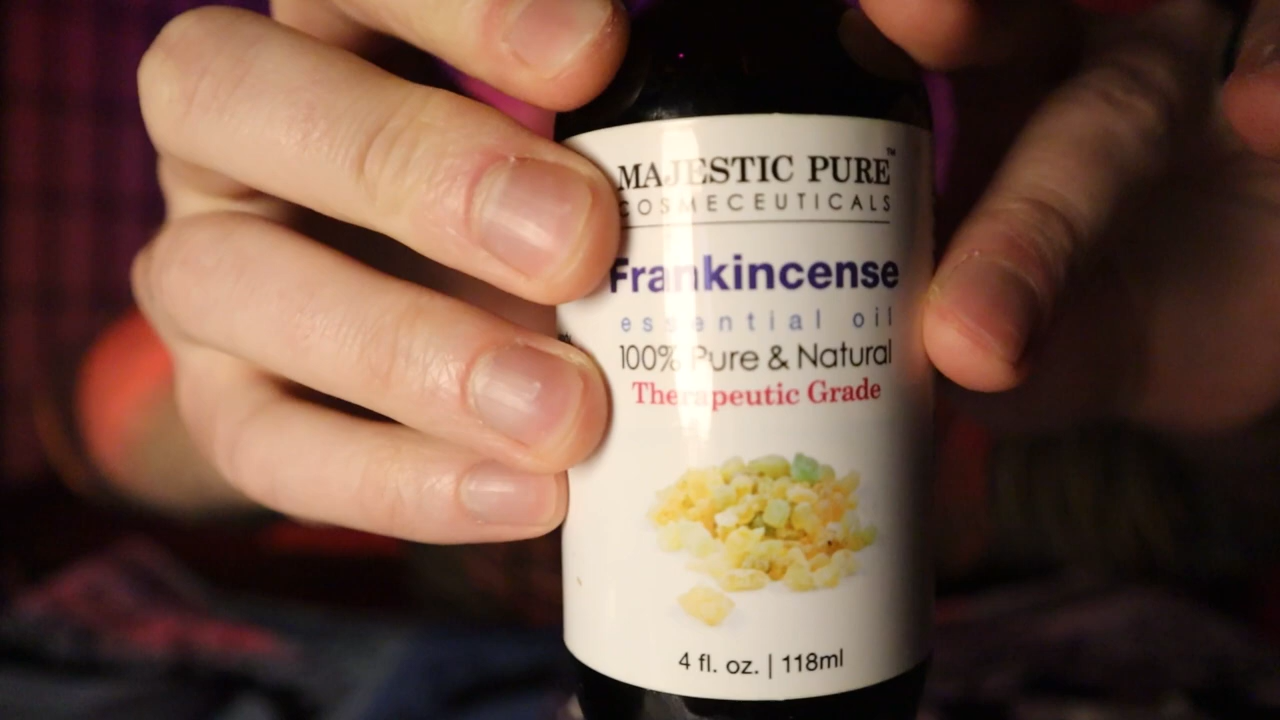 MAJESTIC PURE™
COSMECEUTICALS
Frankincense
essential oil
100% Pure & Natural
Therapeutic Grade
4 fl. oz. | 118ml